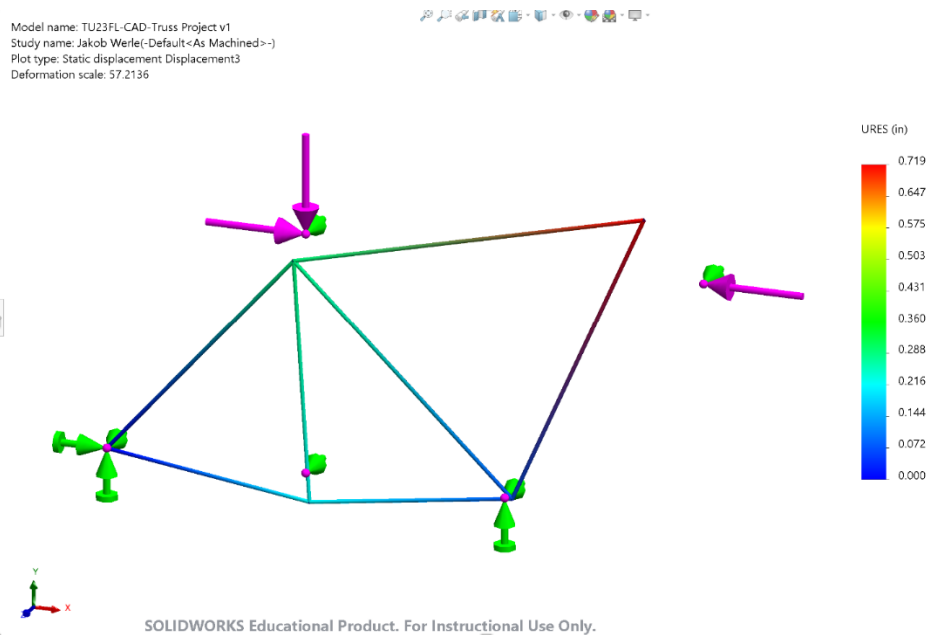 Model name: TU23FL-CAD-Truss Project v1
Study name: Jakob Werle(-Default<As Machined>-)
Plot type: Static displacement Displacement3
Deformation scale: 57.2136
URES (in)
0.719
0.647
0.575
0.503
0.431
0.360
0.288
0.216
0.144
0.072
0.000
Y
X
SOLIDWORKS Educational Product. For Instructional Use Only.